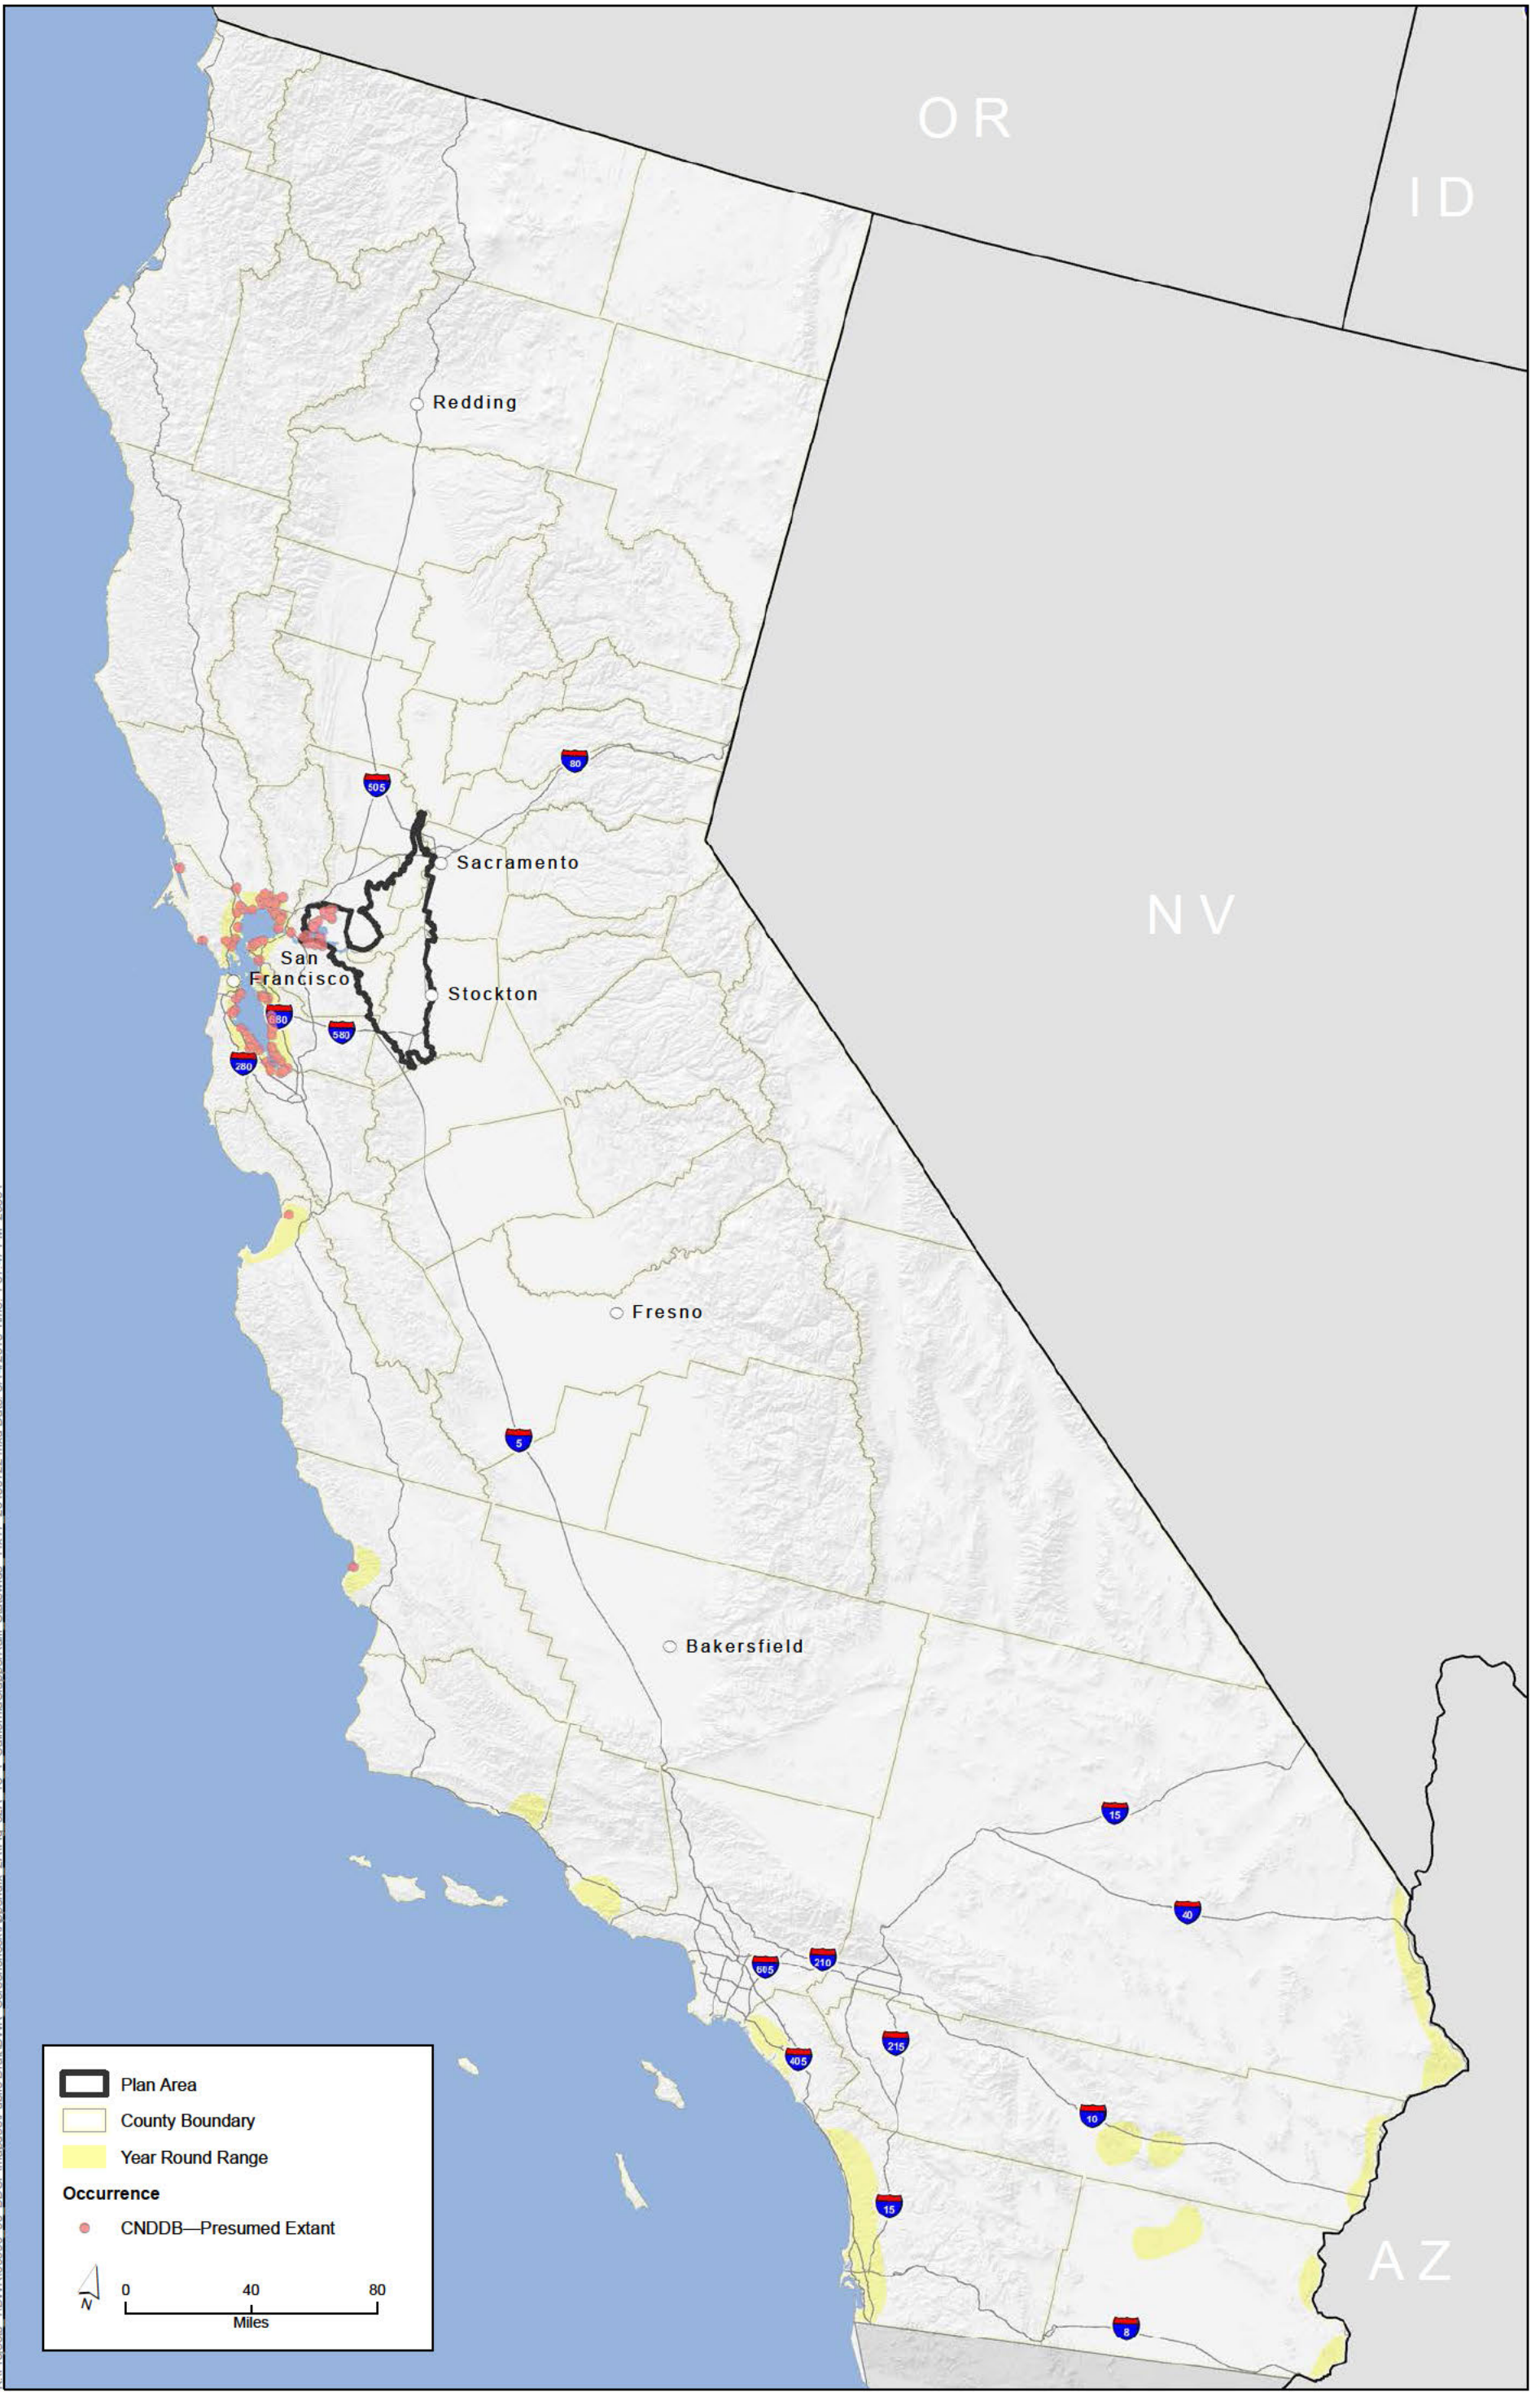 OR
ID
Redding
80
505
Sacramento
NV
San
Francisco
Stockton
680
580
280
Fresno
5
Bakersfield
15
40
605
210
405
215
10
15
AZ
8
Plan Area
County Boundary
Year Round Range
Occurrence
CNDDB—Presumed Extant
N
0 40 80
Miles